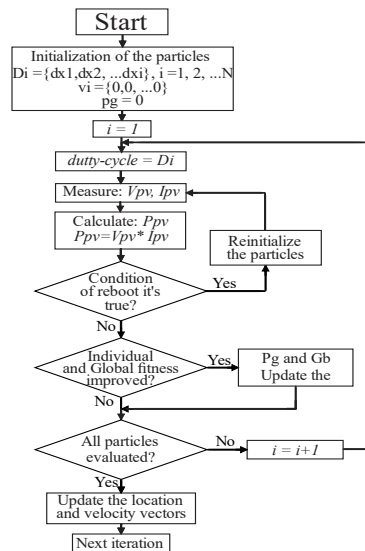 Start
Initialization of the particles
Di ={dx1,dx2, ...dxi}, i =1, 2, ...N
vi ={0,0, ...0}
pg = 0
i = 1
dutty-cycle = Di
Measure: Vpv, Ipv
Calculate: Ppv
Ppv=Vpv* Ipv
Reinitialize
the particles
Condition
of reboot it's
true?
Yes
No
Individual
and Global fitness
improved?
Yes
Pg and Gb
Update the
No
All particles
evaluated?
No
i = i+1
Yes
Update the location
and velocity vectors
Next iteration